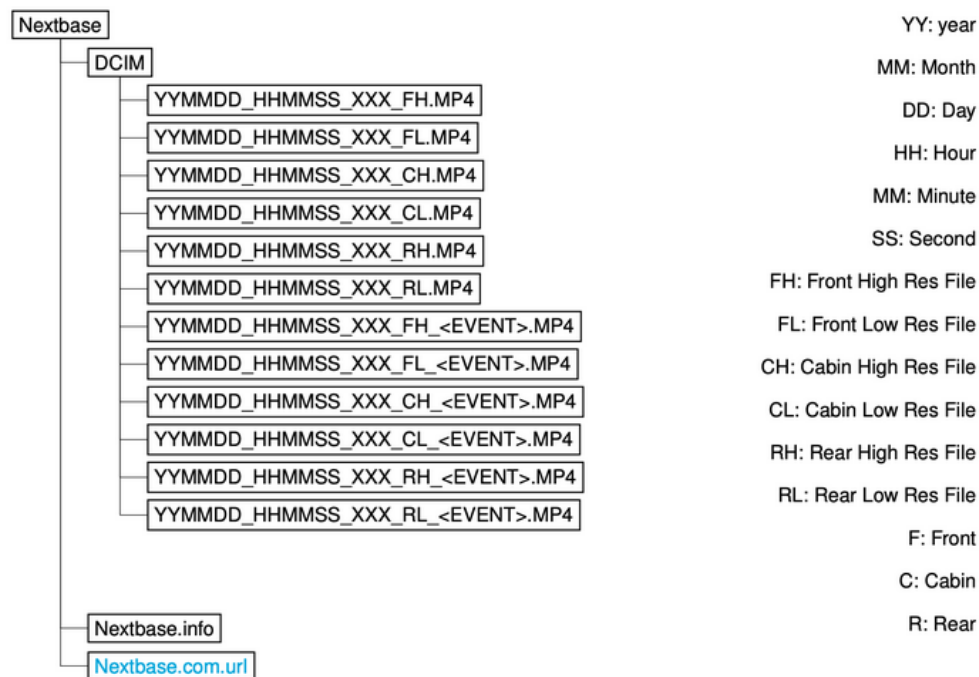 Nextbase
DCIM
YYMMDD_HHMMSS_XXX_FH.MP4
YYMMDD_HHMMSS_XXX_FL.MP4
YYMMDD_HHMMSS_XXX_CH.MP4
YYMMDD_HHMMSS_XXX_CL.MP4
YYMMDD_HHMMSS_XXX_RH.MP4
YYMMDD_HHMMSS_XXX_RL.MP4
YYMMDD_HHMMSS_XXX_FH_<EVENT>.MP4
YYMMDD_HHMMSS_XXX_FL_<EVENT>.MP4
YYMMDD_HHMMSS_XXX_CH_<EVENT>.MP4
YYMMDD_HHMMSS_XXX_CL_<EVENT>.MP4
YYMMDD_HHMMSS_XXX_RH_<EVENT>.MP4
YYMMDD_HHMMSS_XXX_RL_<EVENT>.MP4
Nextbase.info
Nextbase.com.url
YY: year
MM: Month
DD: Day
HH: Hour
MM: Minute
SS: Second
FH: Front High Res File
FL: Front Low Res File
CH: Cabin High Res File
CL: Cabin Low Res File
RH: Rear High Res File
RL: Rear Low Res File
F: Front
C: Cabin
R: Rear